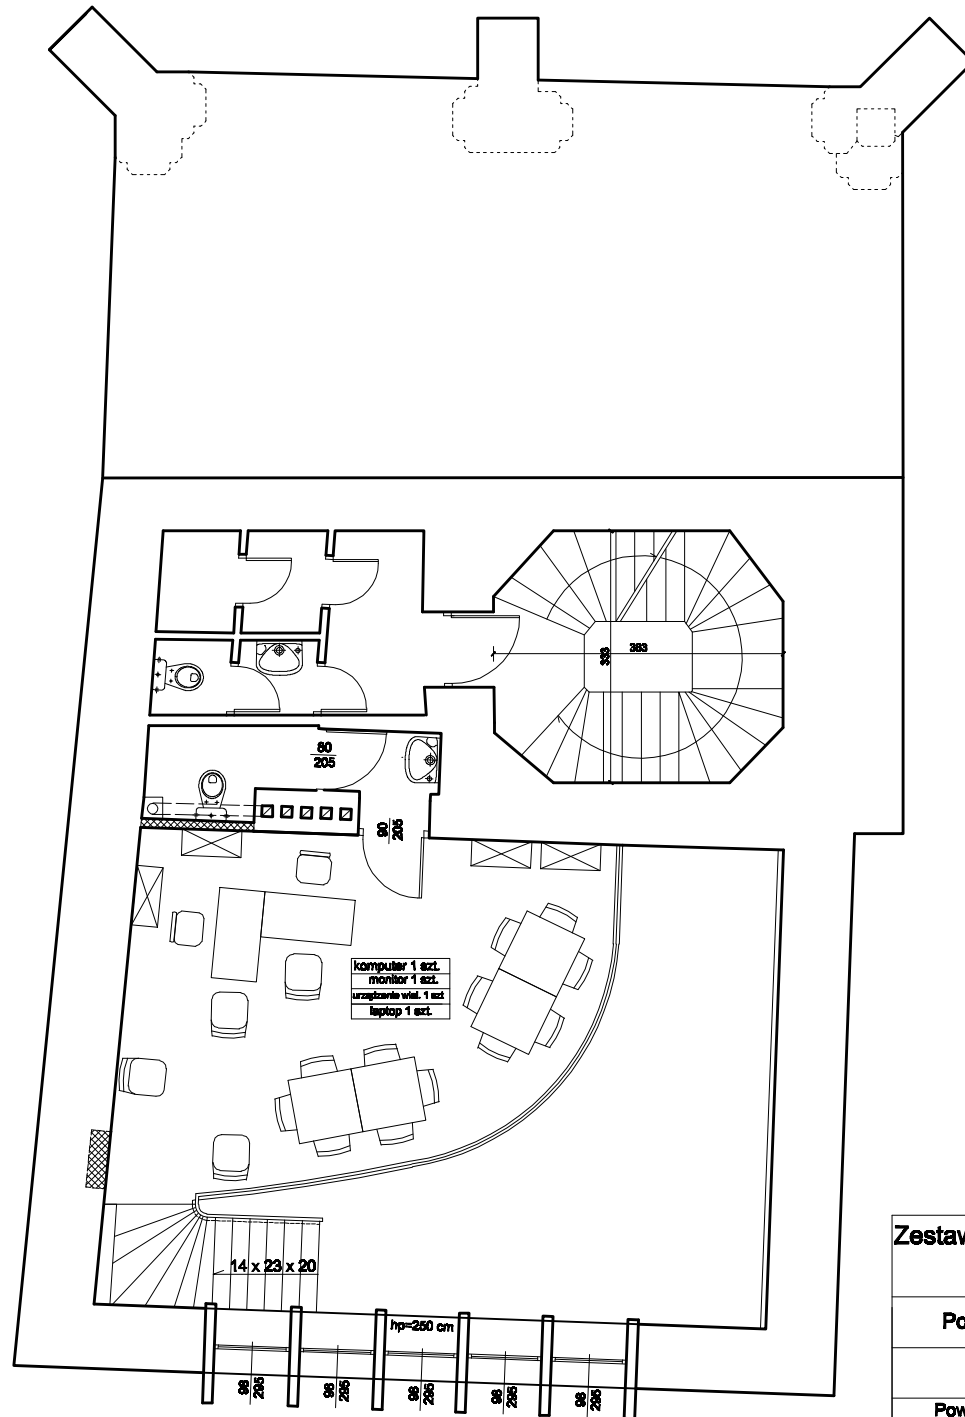 333
383
80
205
90
205
komputer 1 szt.
monitor 1 szt.
urządzenie wiel. 1 szt
laptop 1 szt.
14 x 23 x 20
hp=250 cm
98
295
98
295
98
295
98
295
98
295
Zestaw
Po
Pow